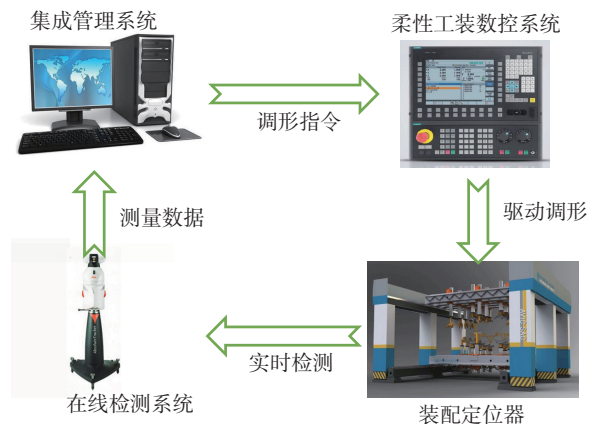 集成管理系统
柔性工装数控系统
调形指令
测量数据
驱动调形
实时检测
在线检测系统
装配定位器